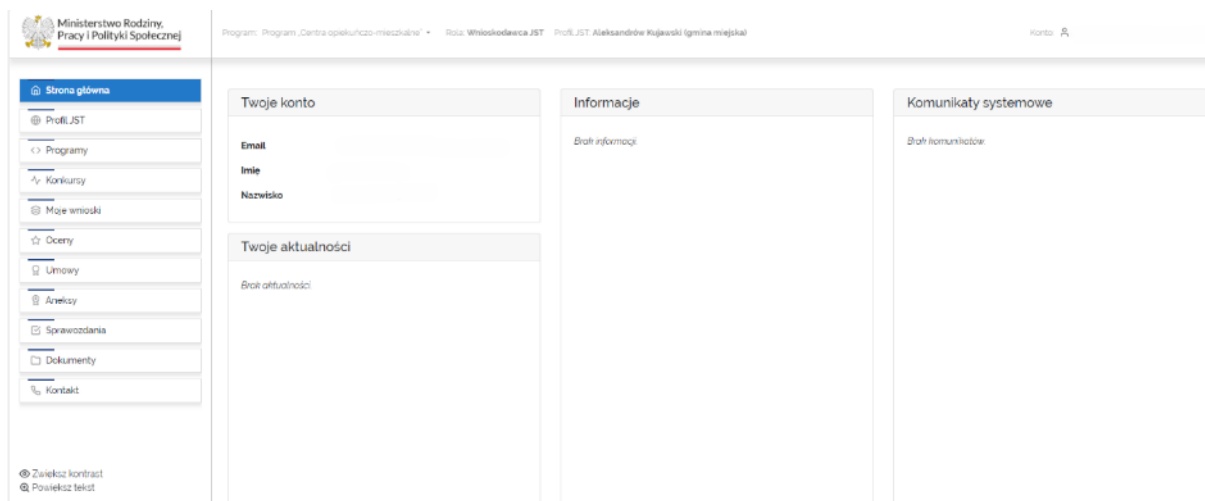 Ministerstwo Rodziny,
Pracy i Polityki Społecznej
Program: Program „Centra opiekuńczo-mieszkalne" Rola: Wnioskodawca JST Profil JST: Aleksandrów Kujawski (gmina miejska)
Konto
Strona główna
Profil JST
Programy
Konkursy
Moje wnioski
Oceny
Umowy
Aneksy
Sprawozdania
Dokumenty
Kontakt
Zwiększ kontrast
Powiększ tekst
Twoje konto
Email
Imię
Nazwisko
Twoje aktualności
Brak aktualności.
Informacje
Brak informacji.
Komunikaty systemowe
Brak komunikatów.